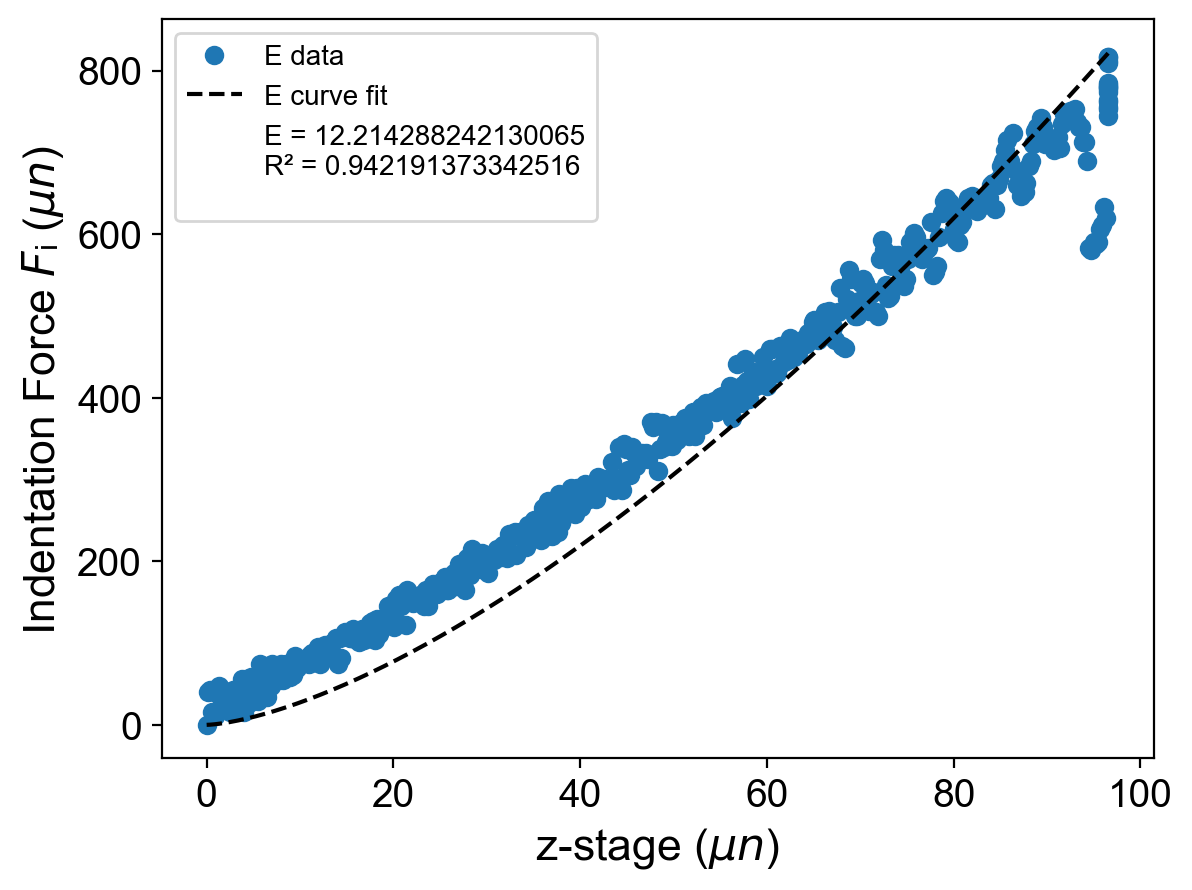 E data
E curve fit
E = 12.214288242130065
R² = 0.942191373342516
800
600
400
200
0
Indentation Force Fi (μn)
0 20 40 60 80 100
z-stage (μn)